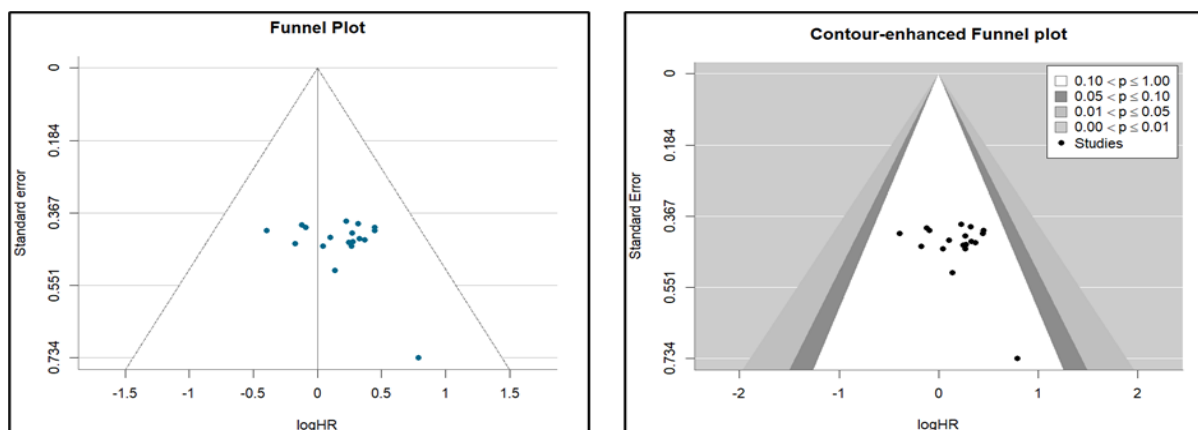 Funnel Plot
0
0.184
0.367
0.551
0.734
Standard error
-1.5
-1
-0.5
0
0.5
1
1.5
logHR
Contour-enhanced Funnel plot
0
0.184
0.367
0.551
0.734
Standard Error
0.10 < p ≤ 1.00
0.05 < p ≤ 0.10
0.01 < p ≤ 0.05
0.00 < p ≤ 0.01
Studies
-2
-1
0
1
2
logHR